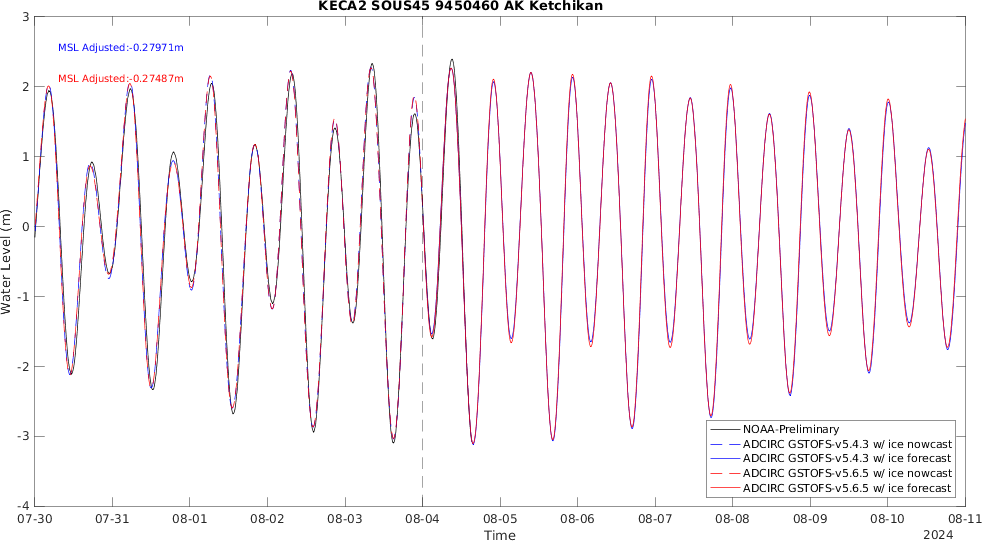 KECA2 SOUS45 9450460 AK Ketchikan
3
MSL Adjusted:-0.27971m
MSL Adjusted:-0.27487m
2
1
0
-1
-2
-3
-4
Water Level (m)
NOAA-Preliminary
ADCIRC GSTOFS-v5.4.3 w/ ice nowcast
ADCIRC GSTOFS-v5.4.3 w/ ice forecast
ADCIRC GSTOFS-v5.6.5 w/ ice nowcast
ADCIRC GSTOFS-v5.6.5 w/ ice forecast
07-30 07-31 08-01 08-02 08-03 08-04 08-05 08-06 08-07 08-08 08-09 08-10 08-11
Time
2024